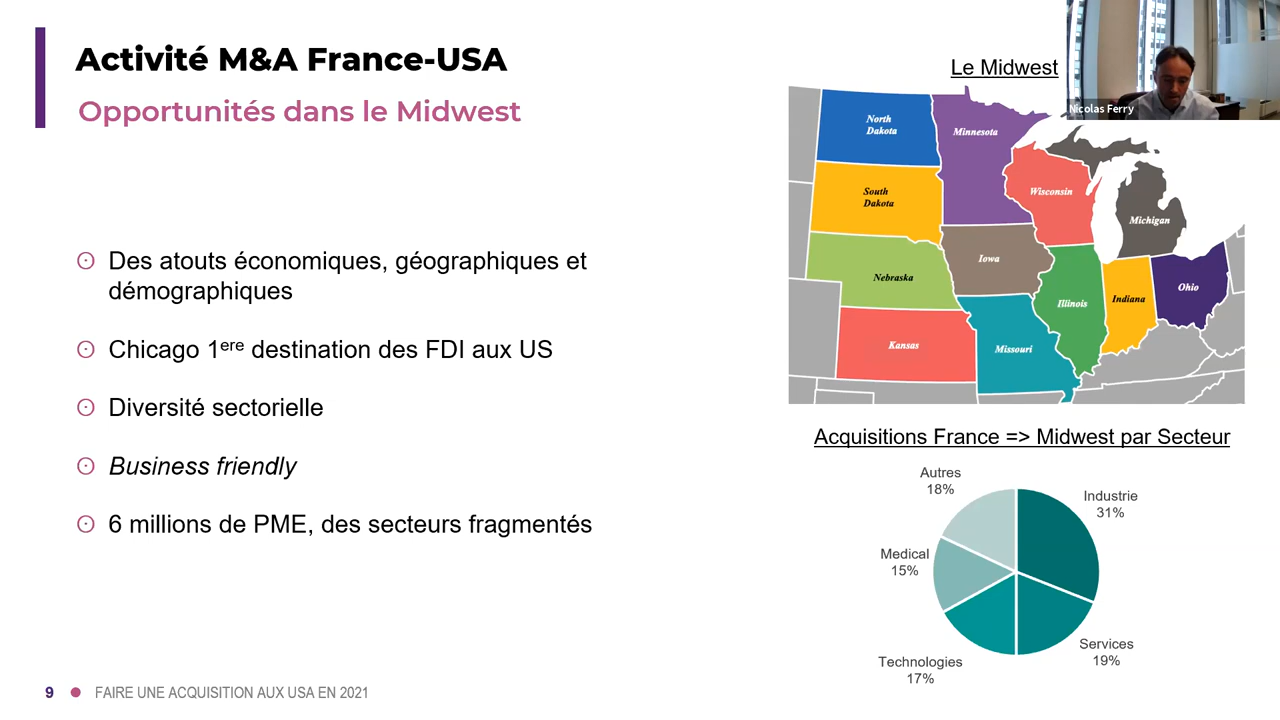 Activité M&A France-USA
Opportunités dans le Midwest
Des atouts économiques, géographiques et
démographiques
Chicago 1ere destination des FDI aux US
Diversité sectorielle
Business friendly
6 millions de PME, des secteurs fragmentés
Le Midwest
Nicolas Ferry
North
Dakota
Minnesota
South
Dakota
Wisconsin
Michigan
Nebraska
Iowa
Illinois
Indiana
Ohio
Kansas
Missouri
Acquisitions France => Midwest par Secteur
Autres
18%
Industrie
31%
Medical
15%
Services
19%
Technologies
17%
9
FAIRE UNE ACQUISITION AUX USA EN 2021